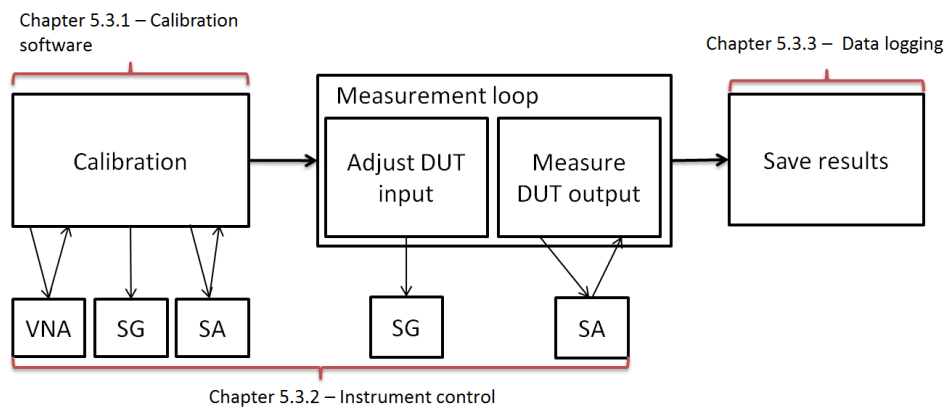 Chapter 5.3.1 – Calibration
software
Chapter 5.3.3 – Data logging
Measurement loop
Calibration
Adjust DUT
input
Measure
DUT output
Save results
VNA
SG
SA
SG
SA
Chapter 5.3.2 – Instrument control